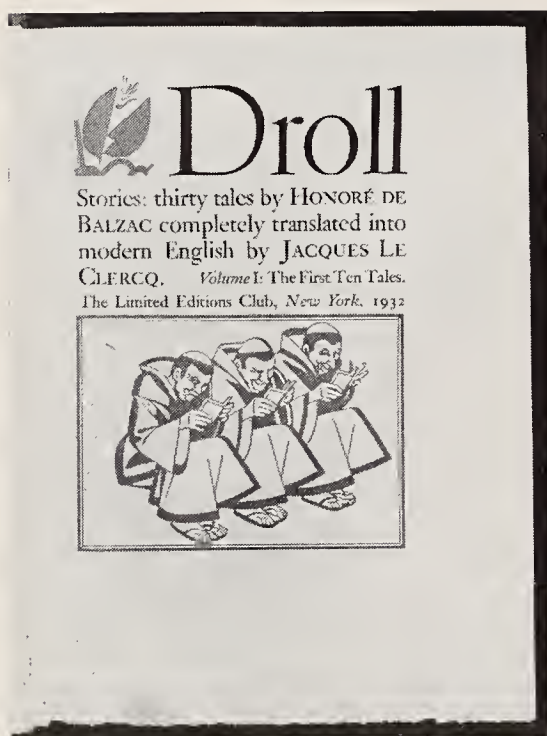 Droll
Stories: thirty tales by HONORÉ DE
BALZAC completely translated into
modern English by JACQUES LE
CLERCQ. Volume I: The First Ten Tales.
The Limited Editions Club, New York, 1932